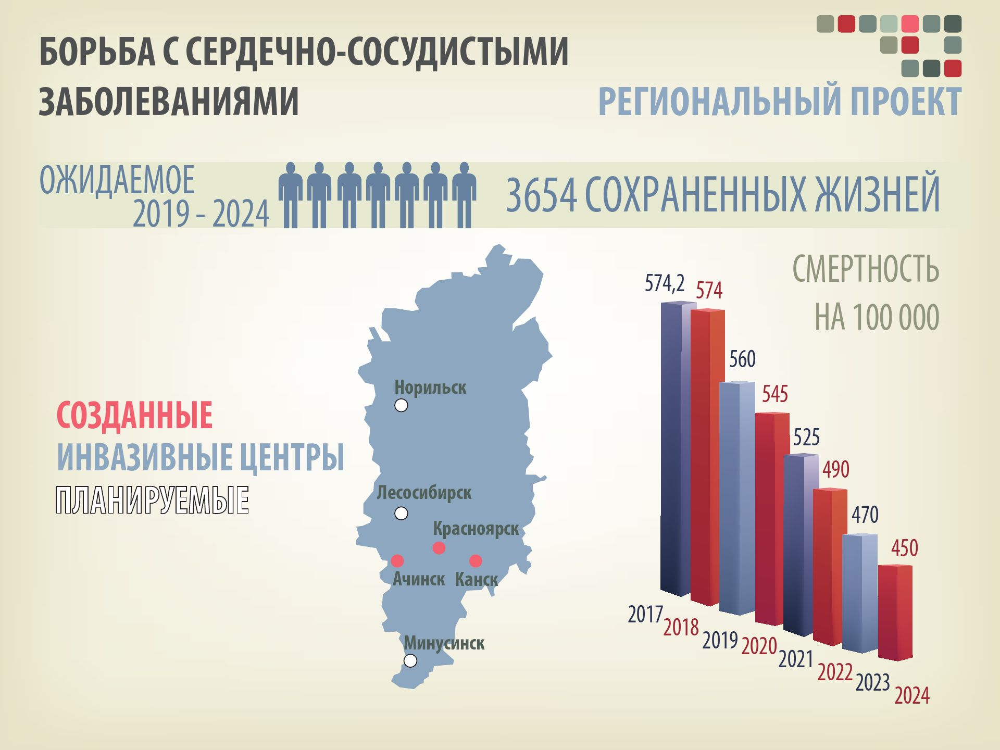 БОРЬБА С СЕРДЕЧНО-СОСУДИСТЫМИ
ЗАБОЛЕВАНИЯМИ
РЕГИОНАЛЬНЫЙ ПРОЕКТ
ОЖИДАЕМОЕ
2019 - 2024
3654 СОХРАНЕННЫХ ЖИЗНЕЙ
СМЕРТНОСТЬ
НА 100 000
СОЗДАННЫЕ
ИНВАЗИВНЫЕ ЦЕНТРЫ
ПЛАНИРУЕМЫЕ
Норильск
Лесосибирск
Красноярск
Ачинск
Канск
Минусинск
574,2
574
560
545
525
490
470
450
2017
2018
2019
2020
2021
2022
2023
2024